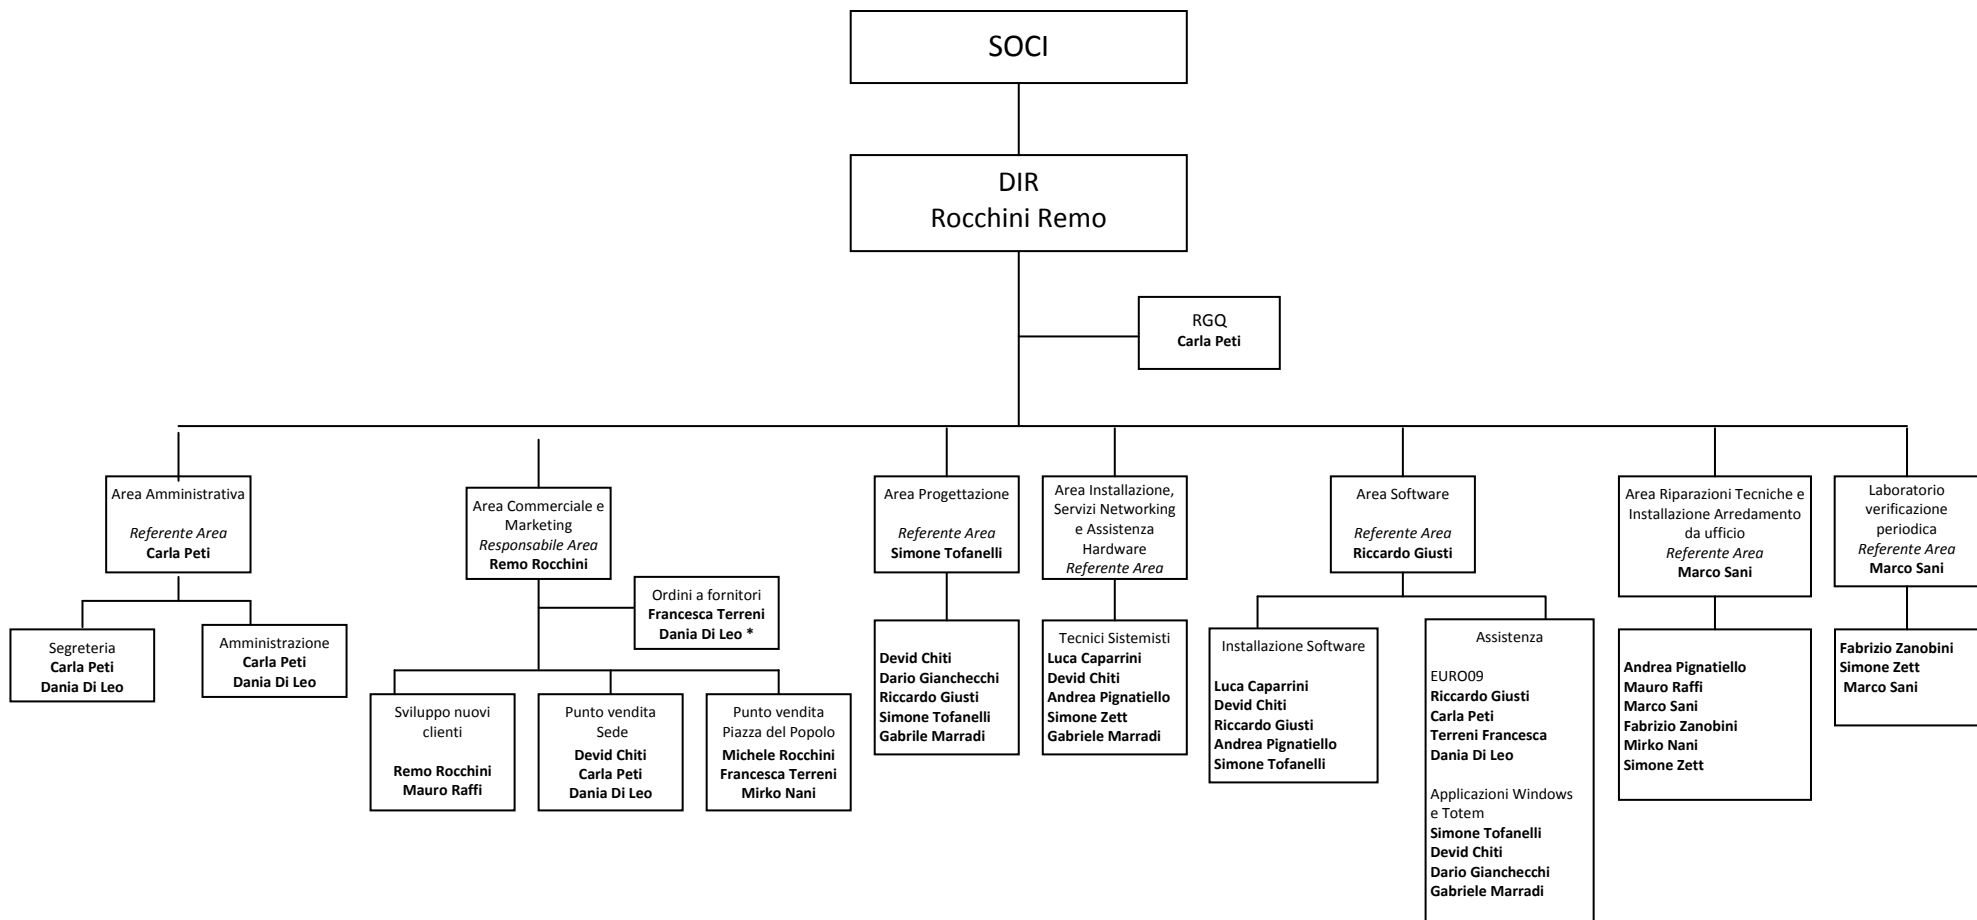 SOCI
DIR
Rocchini Remo
RGQ
Carla Peti
Area Amministrativa
Referente Area
Carla Peti
Segreteria
Carla Peti
Dania Di Leo
Amministrazione
Carla Peti
Dania Di Leo
Area Commerciale e
Marketing
Responsabile Area
Remo Rocchini
Ordini a fornitori
Francesca Terreni
Dania Di Leo *
Sviluppo nuovi
clienti
Remo Rocchini
Mauro Raffi
Punto vendita
Sede
Devid Chiti
Carla Peti
Dania Di Leo
Punto vendita
Piazza del Popolo
Michele Rocchini
Francesca Terreni
Mirko Nani
Area Progettazione
Referente Area
Simone Tofanelli
Devid Chiti
Dario Gianchecchi
Riccardo Giusti
Simone Tofanelli
Gabrile Marradi
Area Installazione,
Servizi Networking
e Assistenza
Hardware
Referente Area
Tecnici Sistemisti
Luca Caparrini
Devid Chiti
Andrea Pignatiello
Simone Zett
Gabriele Marradi
Area Software
Referente Area
Riccardo Giusti
Installazione Software
Luca Caparrini
Devid Chiti
Riccardo Giusti
Andrea Pignatiello
Simone Tofanelli
Assistenza
EURO09
Riccardo Giusti
Carla Peti
Terreni Francesca
Dania Di Leo
Applicazioni Windows
e Totem
Simone Tofanelli
Devid Chiti
Dario Gianchecchi
Gabriele Marradi
Area Riparazioni Tecniche e
Installazione Arredamento
da ufficio
Referente Area
Marco Sani
Andrea Pignatiello
Mauro Raffi
Marco Sani
Fabrizio Zanobini
Mirko Nani
Simone Zett
Laboratorio
verificazione
periodica
Referente Area
Marco Sani
Fabrizio Zanobini
Simone Zett
Marco Sani